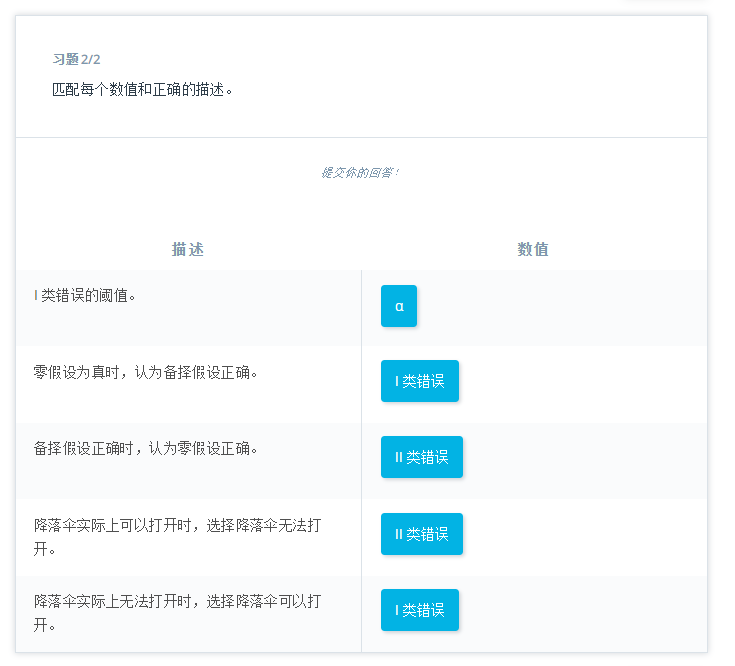 习题 2/2
匹配每个数值和正确的描述。
提交你的回答！
描述
数值
I 类错误的阈值。
α
零假设为真时，认为备择假设正确。
I 类错误
备择假设正确时，认为零假设正确。
II 类错误
降落伞实际上可以打开时，选择降落伞无法打
开。
II 类错误
降落伞实际上无法打开时，选择降落伞可以打
开。
I 类错误